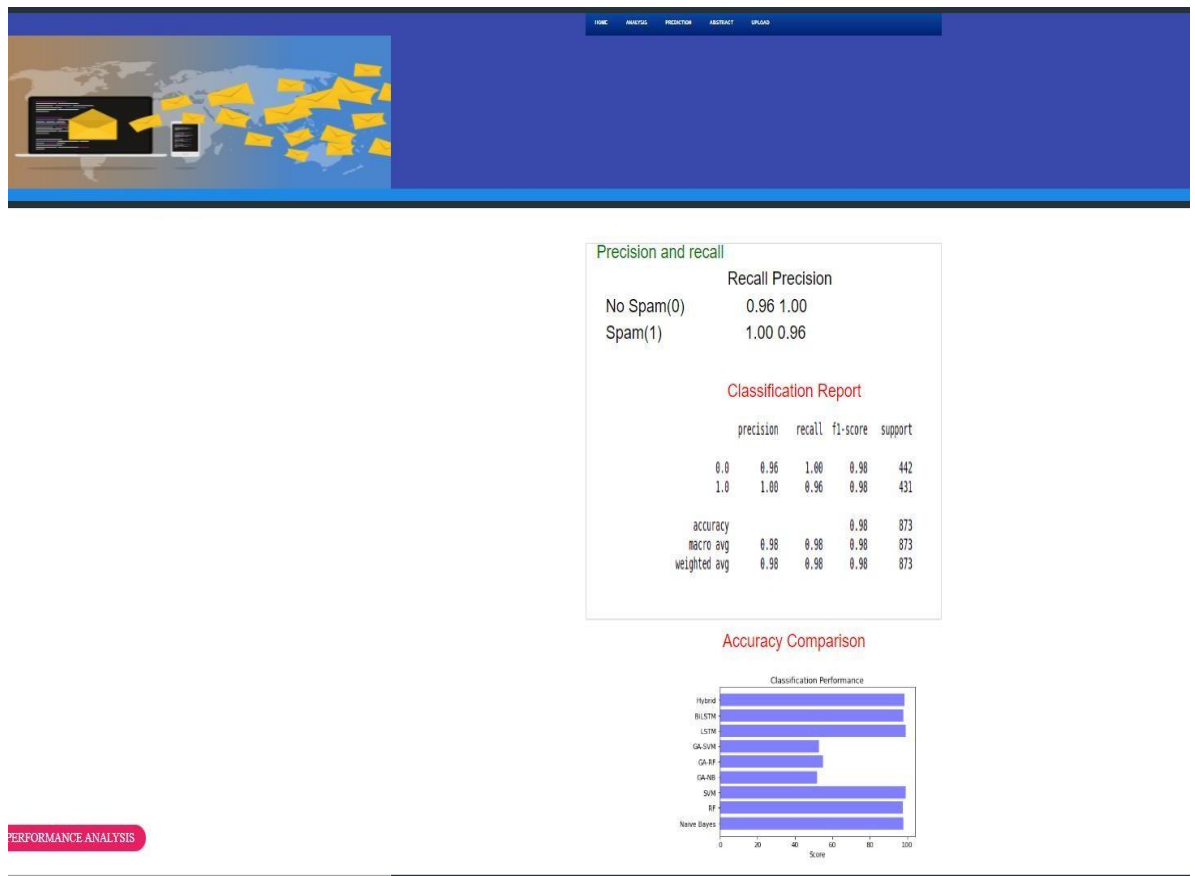 HOME ANALYSIS PREDICTION ABSTRACT UPLOAD
Precision and recall
Recall Precision
No Spam(0) 0.96 1.00
Spam(1) 1.00 0.96
Classification Report
precision recall f1-score support
0.0 0.96 1.00 0.98 442
1.0 1.00 0.96 0.98 431
accuracy 0.98 873
macro avg 0.98 0.98 0.98 873
weighted avg 0.98 0.98 0.98 873
Accuracy Comparison
Classification Performance
Hybrid
BiLSTM
LSTM
GA-SVM
GA-RF
GA-NB
SVM
RF
Naive Bayes
0 20 40 60 80 100
Score
PERFORMANCE ANALYSIS